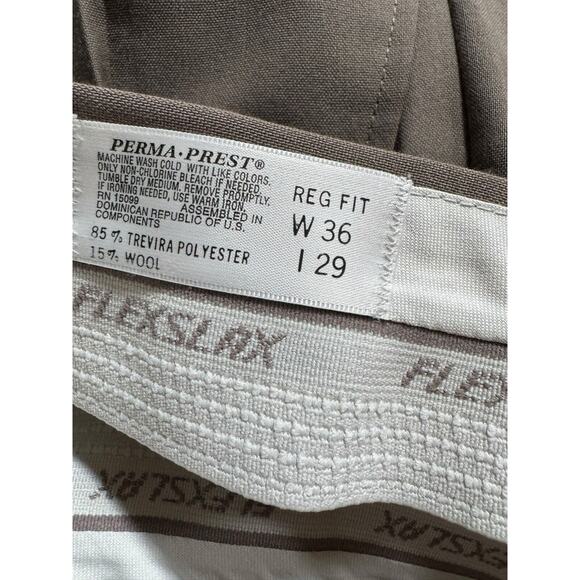 PERMA·PREST®
MACHINE WASH COLD WITH LIKE COLORS.
ONLY NON-CHLORINE BLEACH IF NEEDED.
TUMBLE DRY MEDIUM. REMOVE PROMPTLY.
IF IRONING NEEDED, USE WARM IRON.
RN 15099 ASSEMBLED IN
DOMINICAN REPUBLIC OF U.S.
COMPONENTS
85% TREVIRA POLYESTER
15% WOOL
REG FIT
W 36
I 29
FLEXSLAX
FLEX
FLEXSLAX